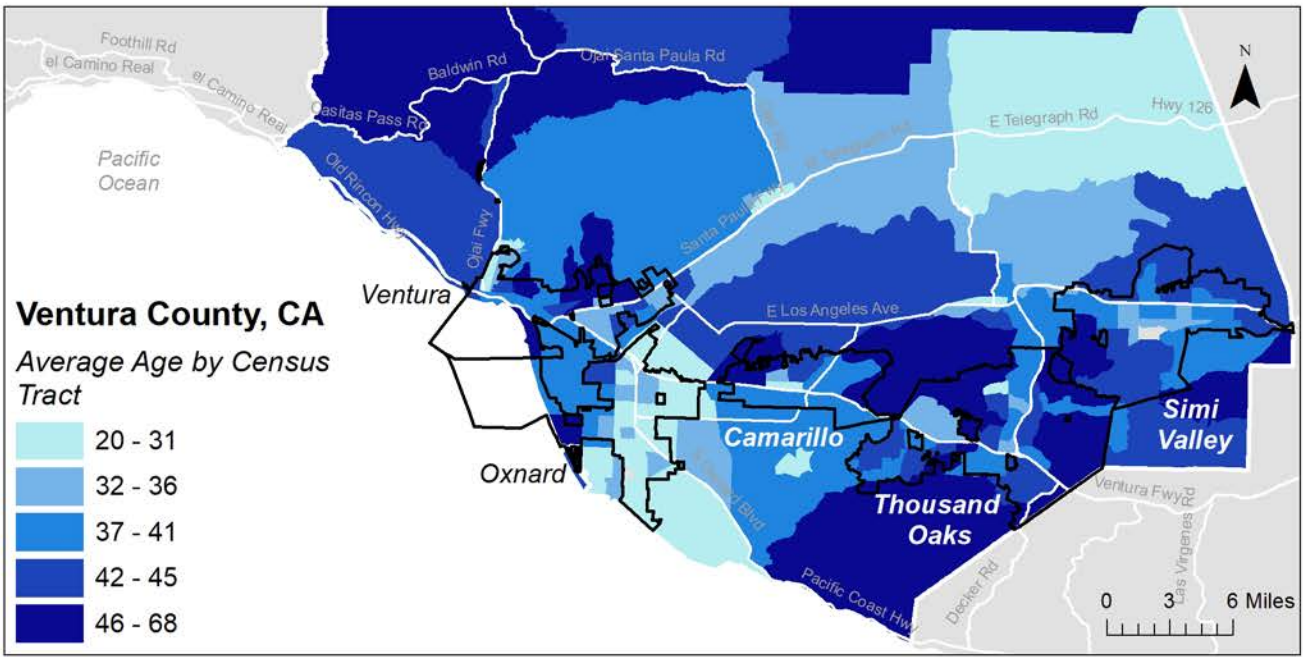 Foothill Rd
el Camino Real
el Camino Real
Casitas Pass Rd
Baldwin Rd
Ojai Santa Paula Rd
E Telegraph Rd
Hwy 126
N
E Telegraph Rd
Pacific
Ocean
Old Rincon Hwy
Ojai Fwy
Santa Paula Fwy
Ventura
E Los Angeles Ave
Ventura County, CA
Average Age by Census
Tract
20 - 31
32 - 36
37 - 41
42 - 45
46 - 68
Oxnard
Camarillo
Simi
Valley
Thousand
Oaks
Blvd
Ventura Fwy
Las Virgenes Rd
Decker Rd
Pacific Coast Hwy
0 3 6 Miles